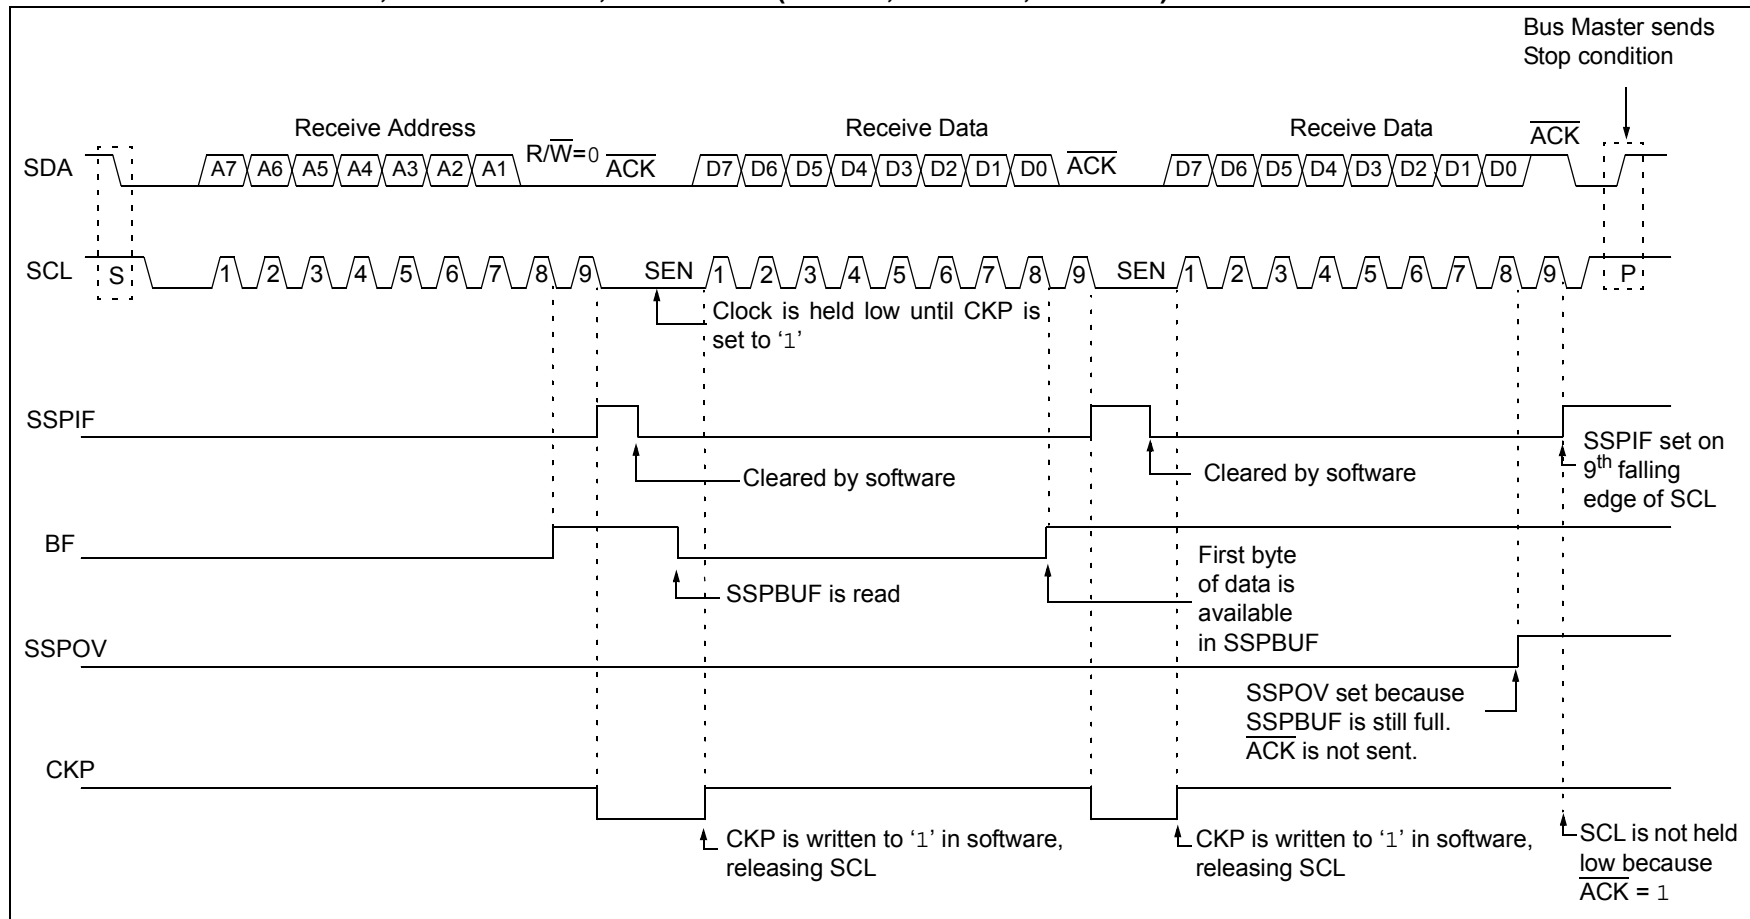 Bus Master sends
Stop condition
Receive Address
Receive Data
Receive Data
ACK
SDA
A7 A6 A5 A4 A3 A2 A1
R/W=0 ACK
D7 D6 D5 D4 D3 D2 D1 D0
ACK
D7 D6 D5 D4 D3 D2 D1 D0
SCL
S
1 2 3 4 5 6 7 8 9
SEN
1 2 3 4 5 6 7 8 9
SEN
1 2 3 4 5 6 7 8 9
P
Clock is held low until CKP is
set to ‘1’
SSPIF
Cleared by software
Cleared by software
SSPIF set on
9th falling
edge of SCL
BF
SSPBUF is read
First byte
of data is
available
in SSPBUF
SSPOV
SSPOV set because
SSPBUF is still full.
ACK is not sent.
CKP
CKP is written to ‘1’ in software,
releasing SCL
CKP is written to ‘1’ in software,
releasing SCL
SCL is not held
low because
ACK = 1